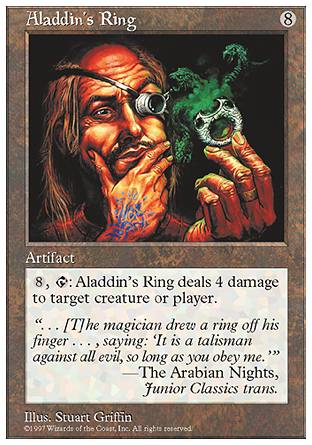 Aladdin's Ring 8
Artifact
8, : Aladdin's Ring deals 4 damage
to target creature or player.
“. . . [T]he magician drew a ring off his
finger . . . , saying: ‘It is a talisman
against all evil, so long as you obey me.’”
—The Arabian Nights,
Junior Classics trans.
Illus. Stuart Griffin
©1997 Wizards of the Coast, Inc. All rights reserved.